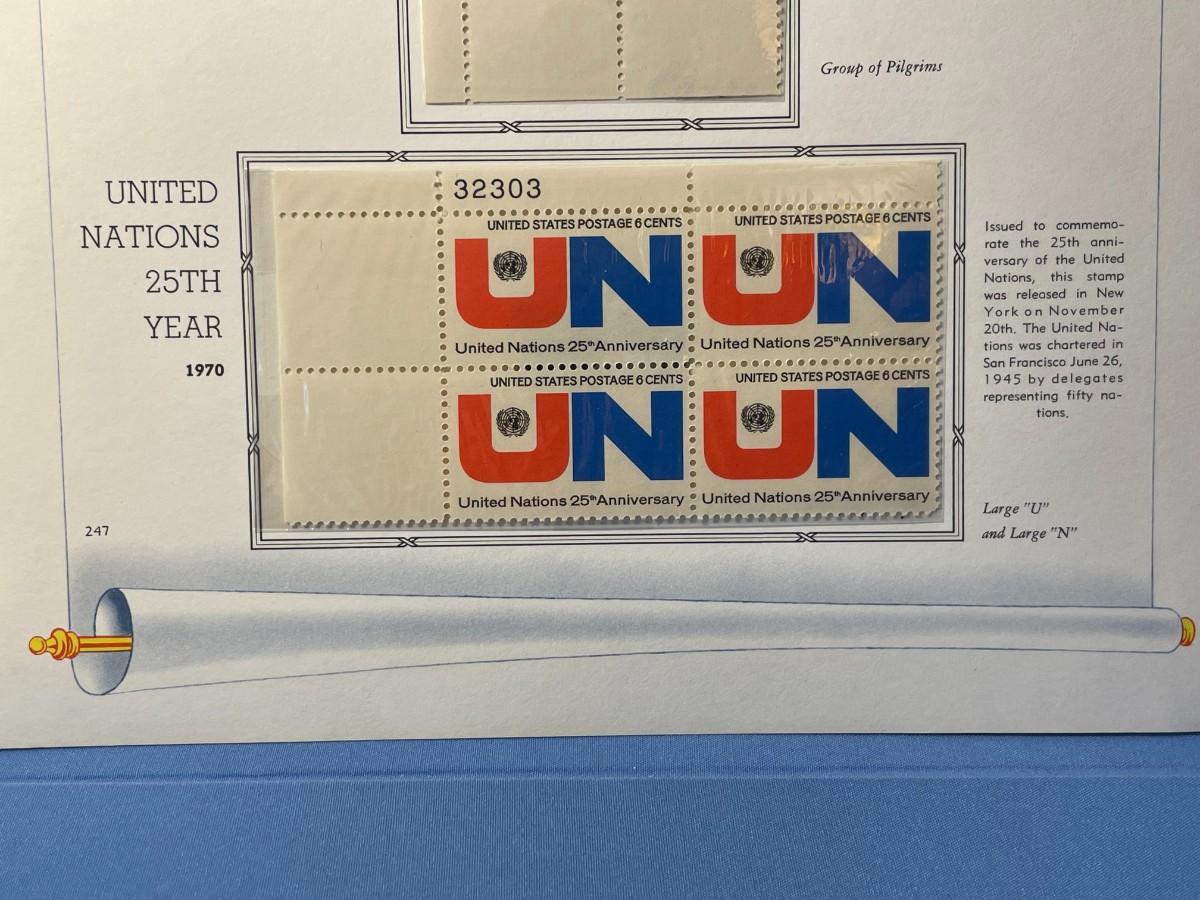 Group of Pilgrims
UNITED
NATIONS
25TH
YEAR
1970
32303
UNITED STATES POSTAGE 6 CENTS
UN
United Nations 25th Anniversary
UNITED STATES POSTAGE 6 CENTS
UN
United Nations 25th Anniversary
UNITED STATES POSTAGE 6 CENTS
UN
United Nations 25th Anniversary
UNITED STATES POSTAGE 6 CENTS
UN
United Nations 25th Anniversary
Issued to commemo-
rate the 25th anni-
versary of the United
Nations, this stamp
was released in New
York on November
20th. The United Na-
tions was chartered in
San Francisco June 26,
1945 by delegates
representing fifty na-
tions.
Large "U"
and Large "N"
247